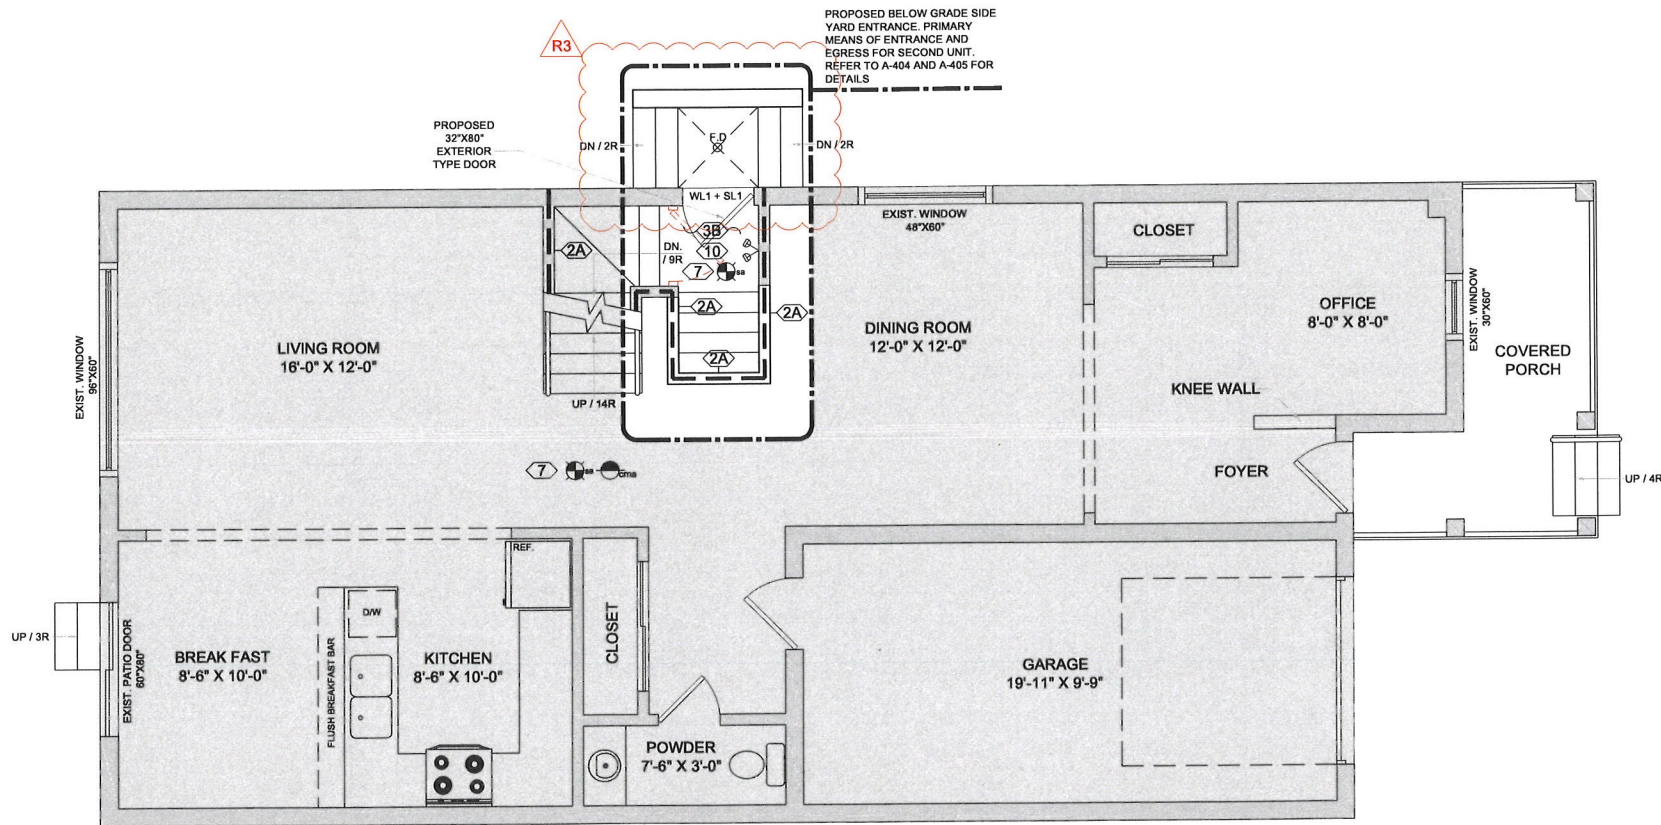 R3
PROPOSED BELOW GRADE SIDE
YARD ENTRANCE. PRIMARY
MEANS OF ENTRANCE AND
EGRESS FOR SECOND UNIT.
REFER TO A-404 AND A-405 FOR
DETAILS
PROPOSED
32"X80"
EXTERIOR
TYPE DOOR
DN / 2R
F.D
DN / 2R
WL1 + SL1
EXIST. WINDOW
48"X60"
CLOSET
3B
2A
DN.
/ 9R
10
7
sa
2A
2A
2A
OFFICE
8'-0" X 8'-0"
EXIST. WINDOW
30"X60"
COVERED
PORCH
LIVING ROOM
16'-0" X 12'-0"
DINING ROOM
12'-0" X 12'-0"
EXIST. WINDOW
96"X60"
KNEE WALL
UP / 14R
7
sa
cma
FOYER
UP / 4R
REF.
D/W
CLOSET
UP / 3R
EXIST. PATIO DOOR
60"X80"
BREAK FAST
8'-6" X 10'-0"
FLUSH BREAKFAST BAR
KITCHEN
8'-6" X 10'-0"
GARAGE
19'-11" X 9'-9"
POWDER
7'-6" X 3'-0"